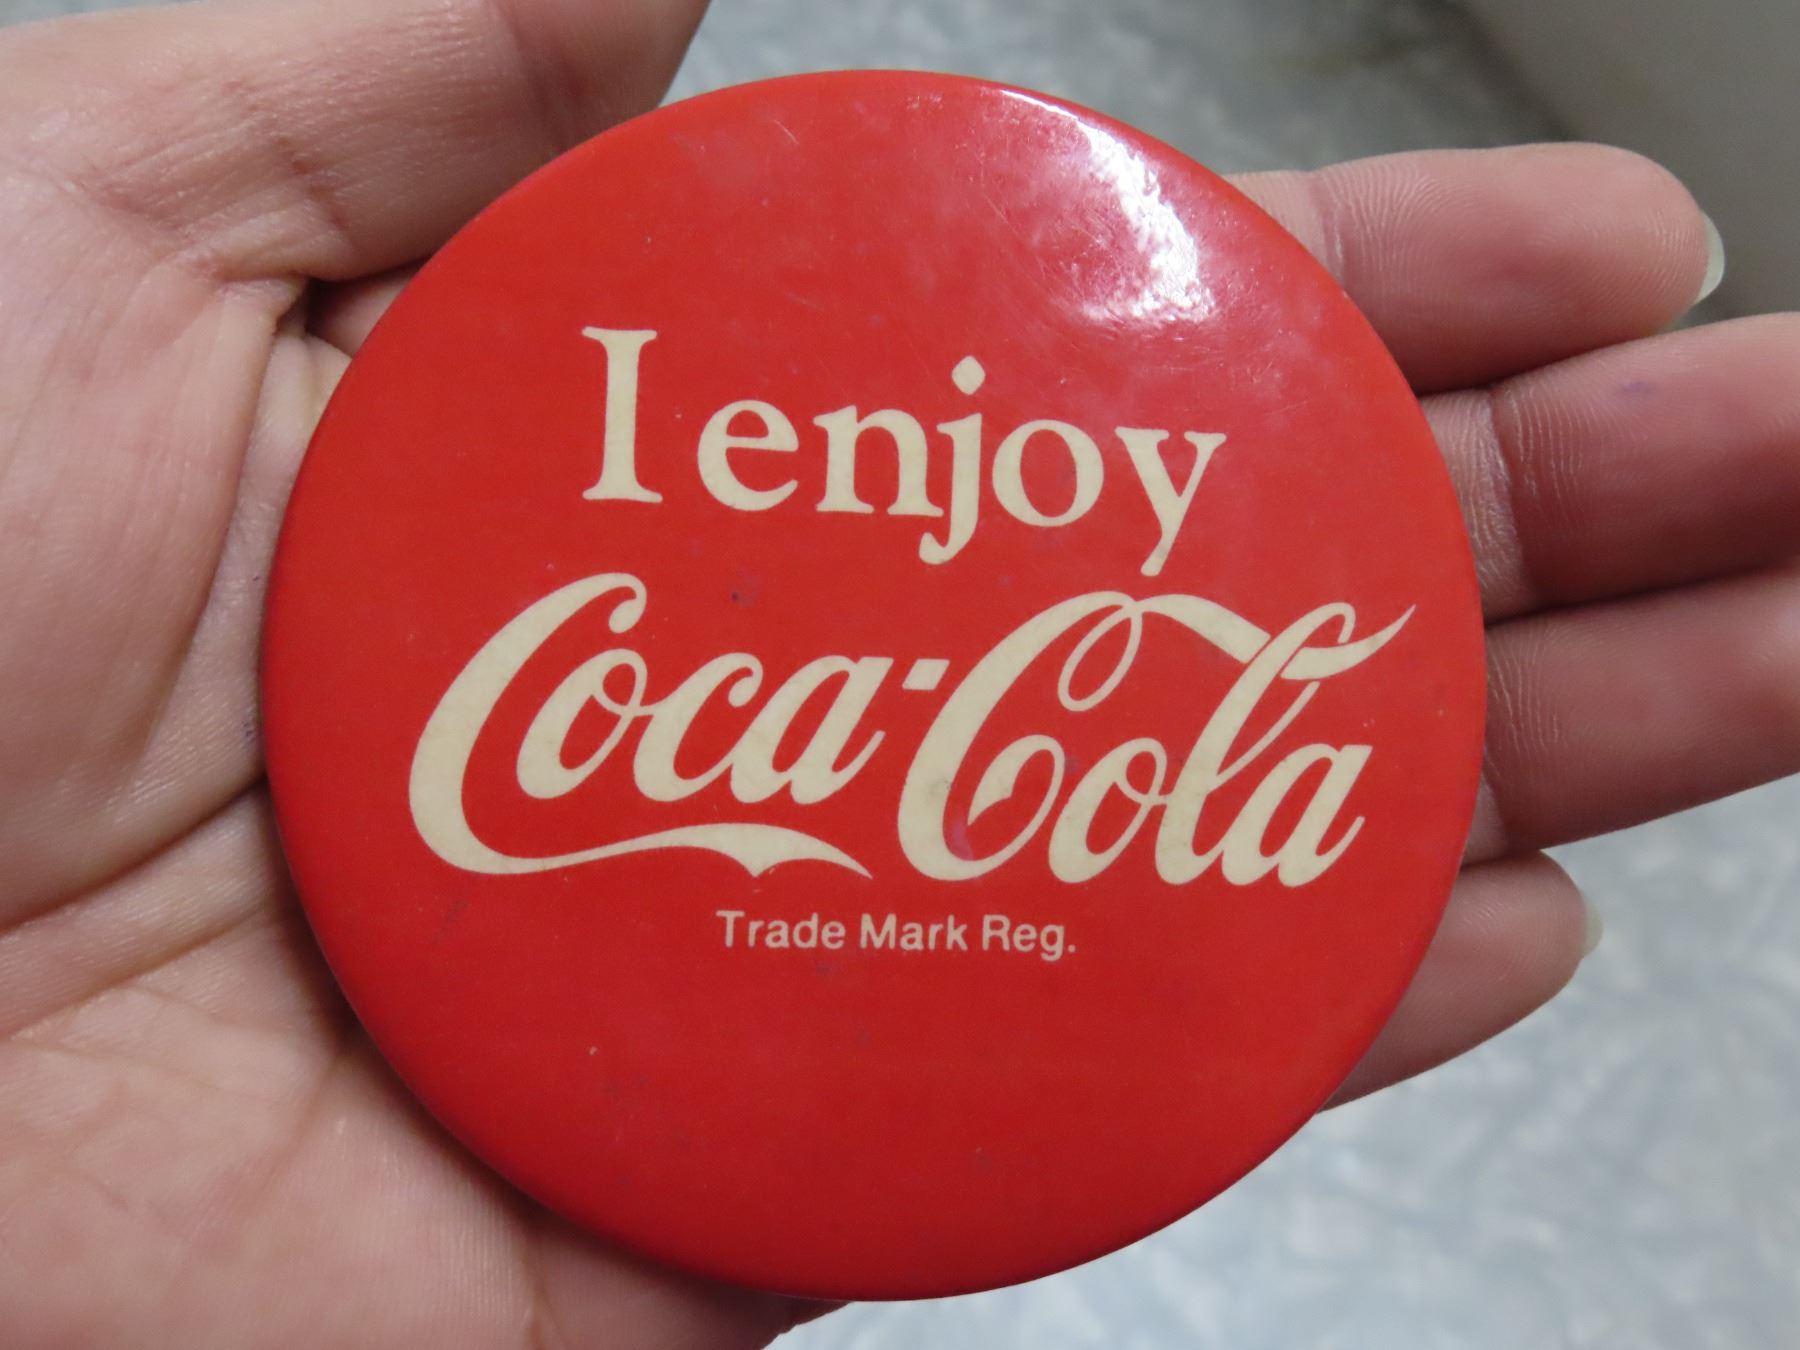 I enjoy
Coca-Cola
Trade Mark Reg.